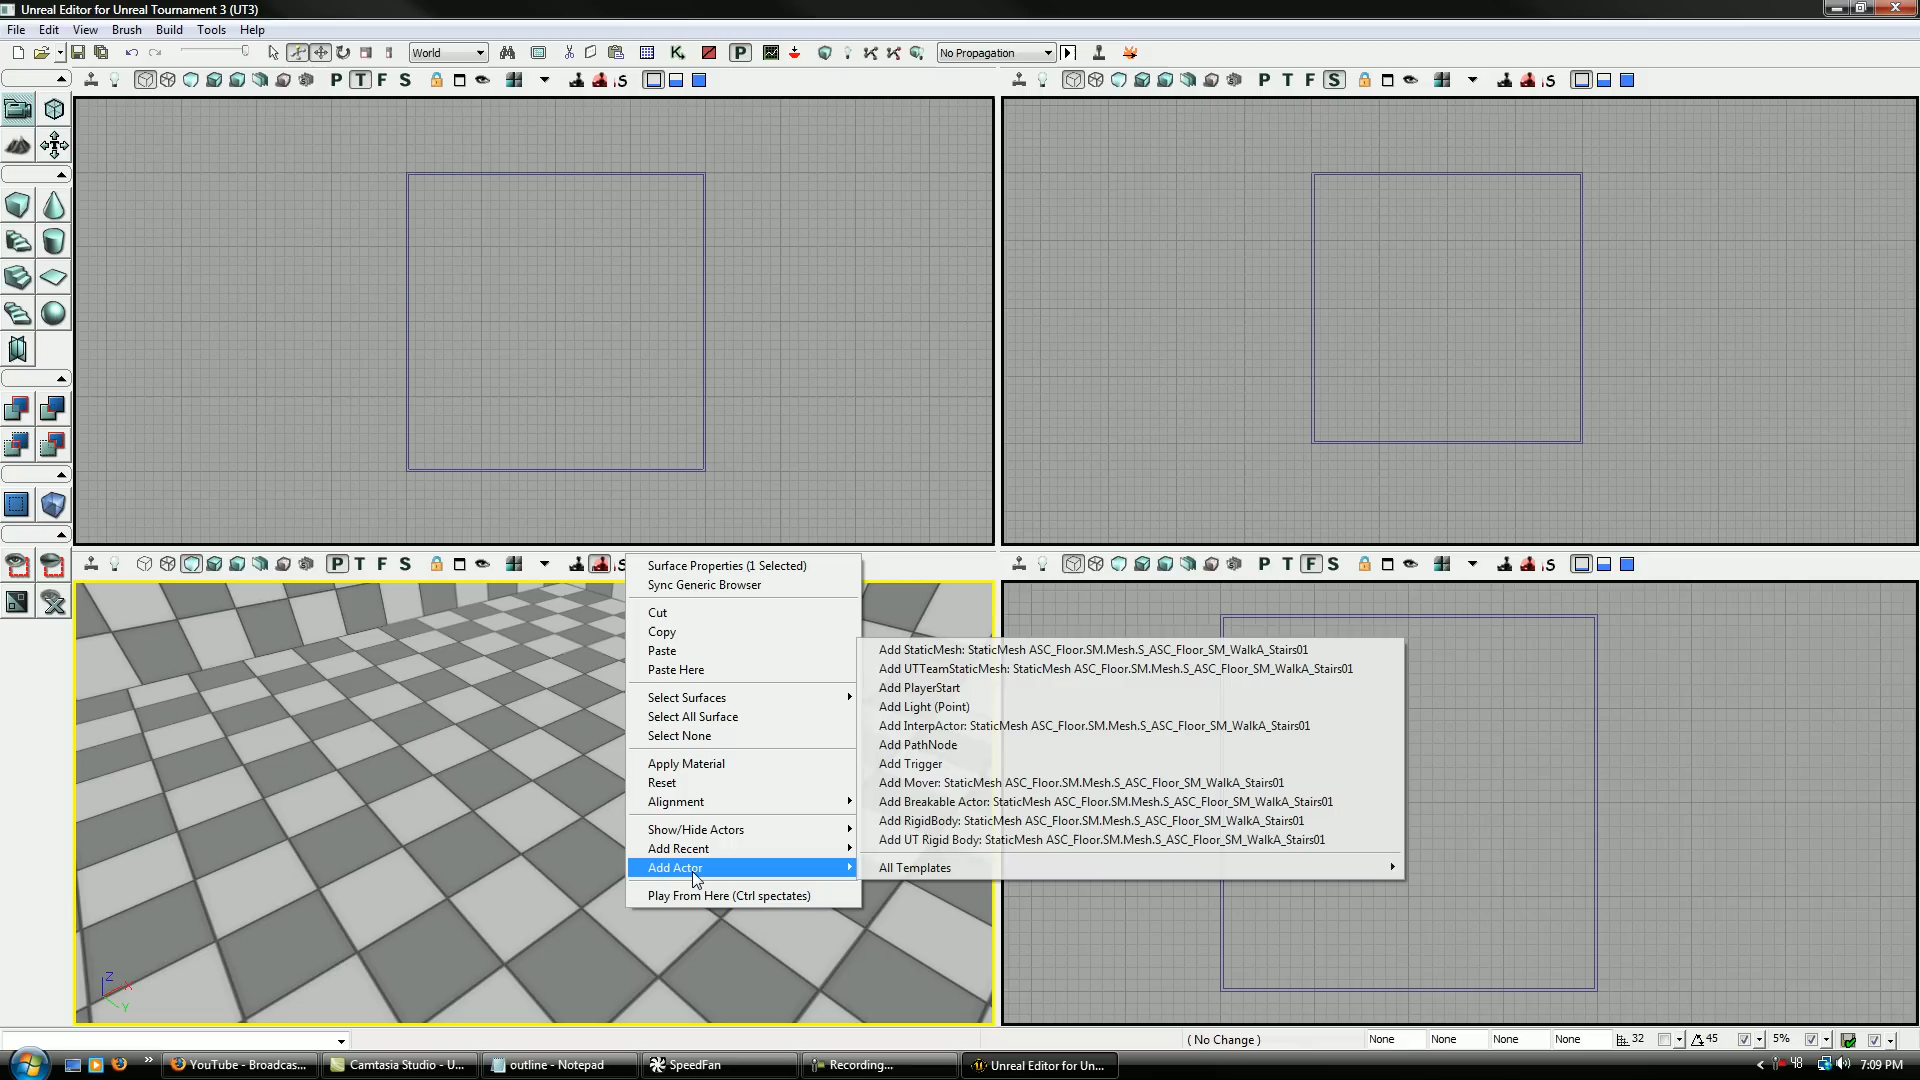 Unreal Editor for Unreal Tournament 3 (UT3)
File Edit View Brush Build Tools Help
World
K
P
No Propagation
P T F S
S
P T F S
S
P T F S
P T F S
S
Surface Properties (1 Selected)
Sync Generic Browser
Cut
Copy
Paste
Paste Here
Select Surfaces
Select All Surface
Select None
Apply Material
Reset
Alignment
Show/Hide Actors
Add Recent
Add Actor
Play From Here (Ctrl spectates)
Add StaticMesh: StaticMesh ASC_Floor.SM.Mesh.S_ASC_Floor_SM_WalkA_Stairs01
Add UTTeamStaticMesh: StaticMesh ASC_Floor.SM.Mesh.S_ASC_Floor_SM_WalkA_Stairs01
Add PlayerStart
Add Light (Point)
Add InterpActor: StaticMesh ASC_Floor.SM.Mesh.S_ASC_Floor_SM_WalkA_Stairs01
Add PathNode
Add Trigger
Add Mover: StaticMesh ASC_Floor.SM.Mesh.S_ASC_Floor_SM_WalkA_Stairs01
Add Breakable Actor: StaticMesh ASC_Floor.SM.Mesh.S_ASC_Floor_SM_WalkA_Stairs01
Add RigidBody: StaticMesh ASC_Floor.SM.Mesh.S_ASC_Floor_SM_WalkA_Stairs01
Add UT Rigid Body: StaticMesh ASC_Floor.SM.Mesh.S_ASC_Floor_SM_WalkA_Stairs01
All Templates
Z
X
Y
( No Change ) None None None None 32 45 5%
YouTube - Broadcas... Camtasia Studio - U... outline - Notepad SpeedFan Recording... Unreal Editor for Un... 48 7:09 PM